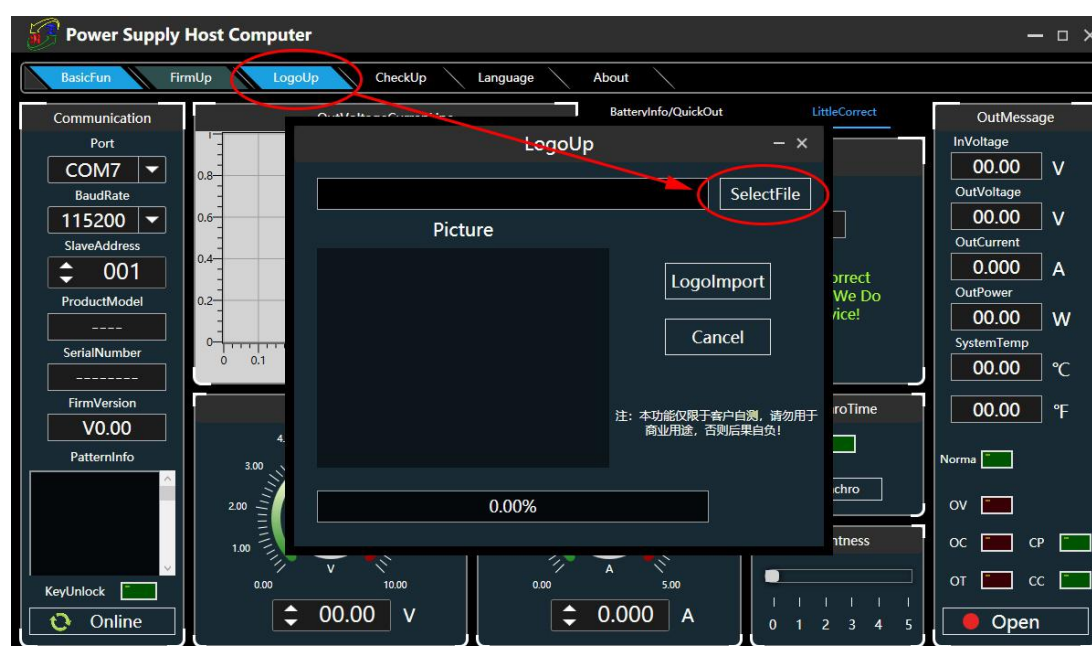 Power Supply Host Computer
BasicFun
FirmUp
LogoUp
CheckUp
Language
About
Communication
Port
COM7
BaudRate
115200
SlaveAddress
001
ProductModel
----
SerialNumber
--------
FirmVersion
V0.00
PatternInfo
KeyUnlock
Online
0.8
0.6
0.4
0.2
0
0 0.1
BatteryInfo/QuickOut
LittleCorrect
LogoUp
SelectFile
Picture
LogoImport
Cancel
注：本功能仅限于客户自测，请勿用于
商业用途，否则后果自负！
0.00%
orrect
We Do
vice!
roTime
chro
ntness
0 1 2 3 4 5
4.
3.00
2.00
1.00
0.00
V
10.00
00.00 V
0.00
A
5.00
0.000 A
OutMessage
InVoltage
00.00 V
OutVoltage
00.00 V
OutCurrent
0.000 A
OutPower
00.00 W
SystemTemp
00.00 ℃
00.00 ℉
Norma
OV
OC CP
OT CC
Open